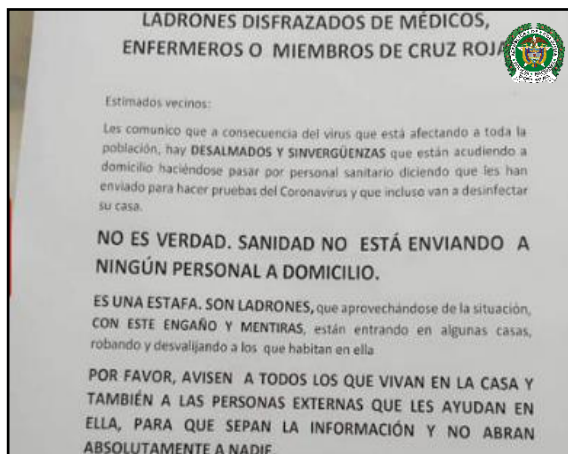 LADRONES DISFRAZADOS DE MÉDICOS,
ENFERMEROS O MIEMBROS DE CRUZ ROJA
Estimados vecinos:
Les comunico que a consecuencia del virus que está afectando a toda la
población, hay DESALMADOS Y SINVERGÜENZAS que están acudiendo a
domicilio haciéndose pasar por personal sanitario diciendo que les han
enviado para hacer pruebas del Coronavirus y que incluso van a desinfectar
su casa.
NO ES VERDAD. SANIDAD NO ESTÁ ENVIANDO A
NINGÚN PERSONAL A DOMICILIO.
ES UNA ESTAFA. SON LADRONES, que aprovechándose de la situación,
CON ESTE ENGAÑO Y MENTIRAS, están entrando en algunas casas,
robando y desvalijando a los que habitan en ella
POR FAVOR, AVISEN A TODOS LOS QUE VIVAN EN LA CASA Y
TAMBIÉN A LAS PERSONAS EXTERNAS QUE LES AYUDAN EN
ELLA, PARA QUE SEPAN LA INFORMACIÓN Y NO ABRAN
ABSOLUTAMENTE A NADIE